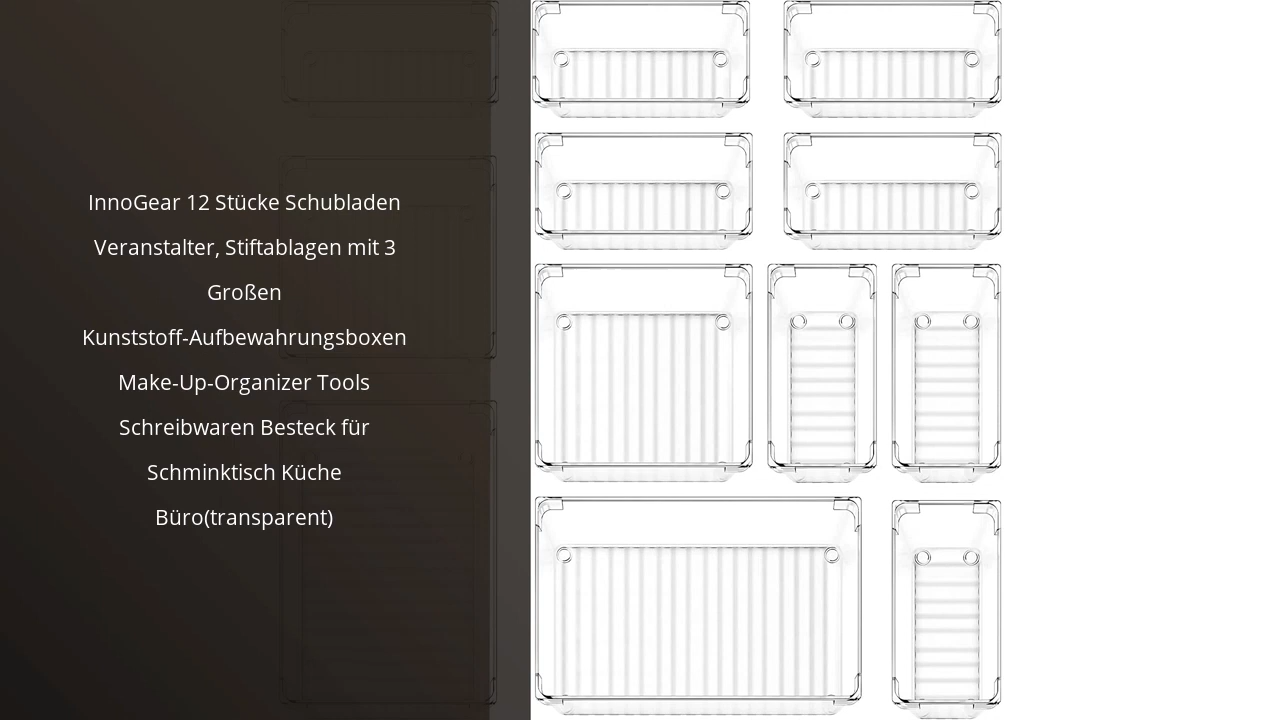 InnoGear 12 Stücke Schubladen
Veranstalter, Stiftablagen mit 3
Großen
Kunststoff-Aufbewahrungsboxen
Make-Up-Organizer Tools
Schreibwaren Besteck für
Schminktisch Küche
Büro(transparent)